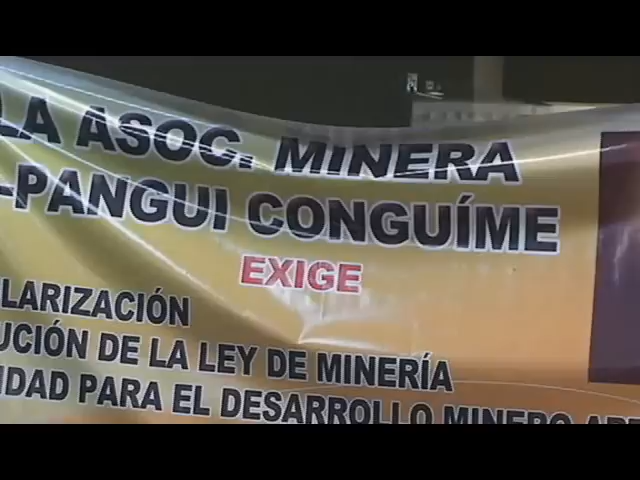 LA ASOC. MINERA
-PANGUI CONGUÍME
EXIGE
LARIZACIÓN
UCIÓN DE LA LEY DE MINERÍA
IDAD PARA EL DESARROLLO MINERO